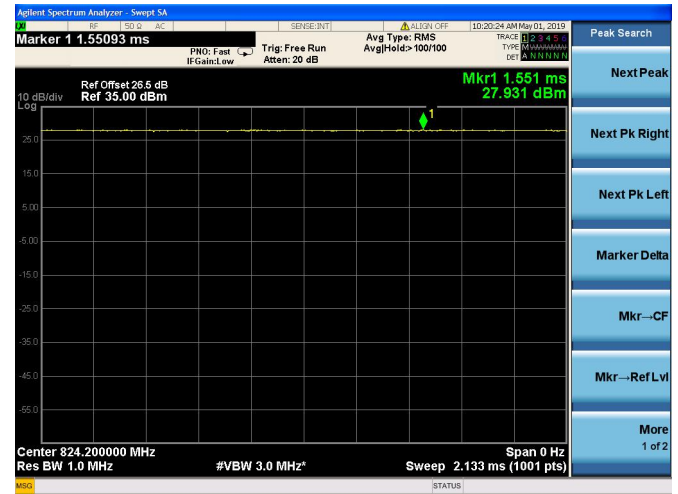 Agilent Spectrum Analyzer - Swept SA
LXI RF 50 Ω AC SENSE:INT ALIGN OFF 10:20:24 AM May 01, 2019
Marker 1 1.55093 ms
PNO: Fast
IFGain:Low
Trig: Free Run
Atten: 20 dB
Avg Type: RMS
Avg|Hold:>100/100
TRACE 1 2 3 4 5 6
TYPE M
DET A N N N N N
Ref Offset 26.5 dB
10 dB/div Ref 35.00 dBm
Log
Mkr1 1.551 ms
27.931 dBm
1
25.0
15.0
5.00
-5.00
-15.0
-25.0
-35.0
-45.0
-55.0
Center 824.200000 MHz Span 0 Hz
Res BW 1.0 MHz #VBW 3.0 MHz* Sweep 2.133 ms (1001 pts)
MSG STATUS
Peak Search
Next Peak
Next Pk Right
Next Pk Left
Marker Delta
Mkr→CF
Mkr→Ref Lvl
More
1 of 2